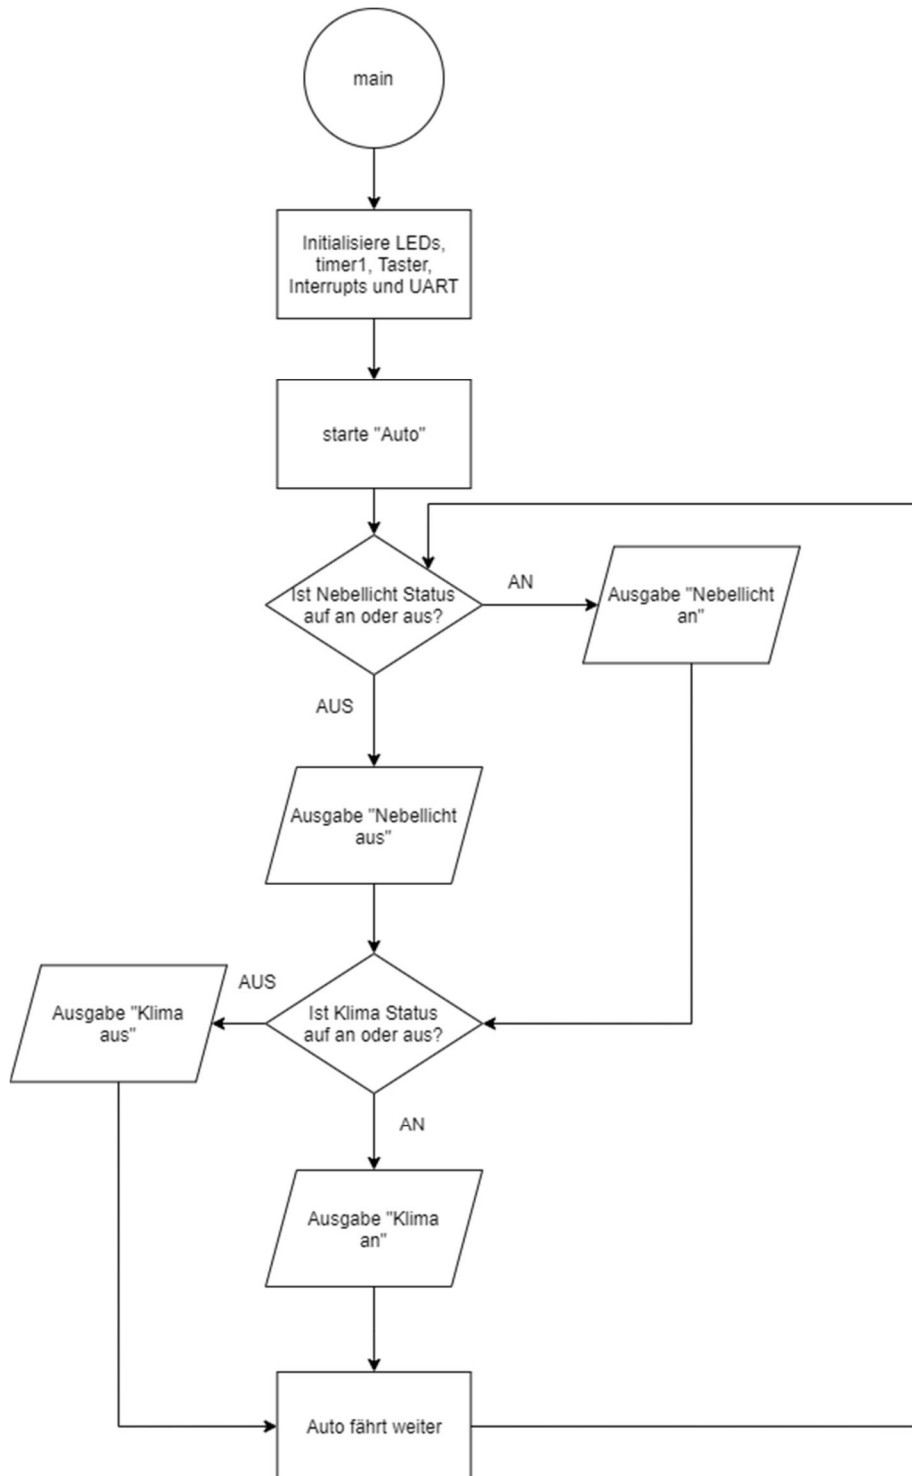 main
Initialisiere LEDs,
timer1, Taster,
Interrupts und UART
starte "Auto"
Ist Nebellicht Status
auf an oder aus?
AN
Ausgabe "Nebellicht
an"
AUS
Ausgabe "Nebellicht
aus"
Ist Klima Status
auf an oder aus?
AUS
Ausgabe "Klima
aus"
AN
Ausgabe "Klima
an"
Auto fährt weiter